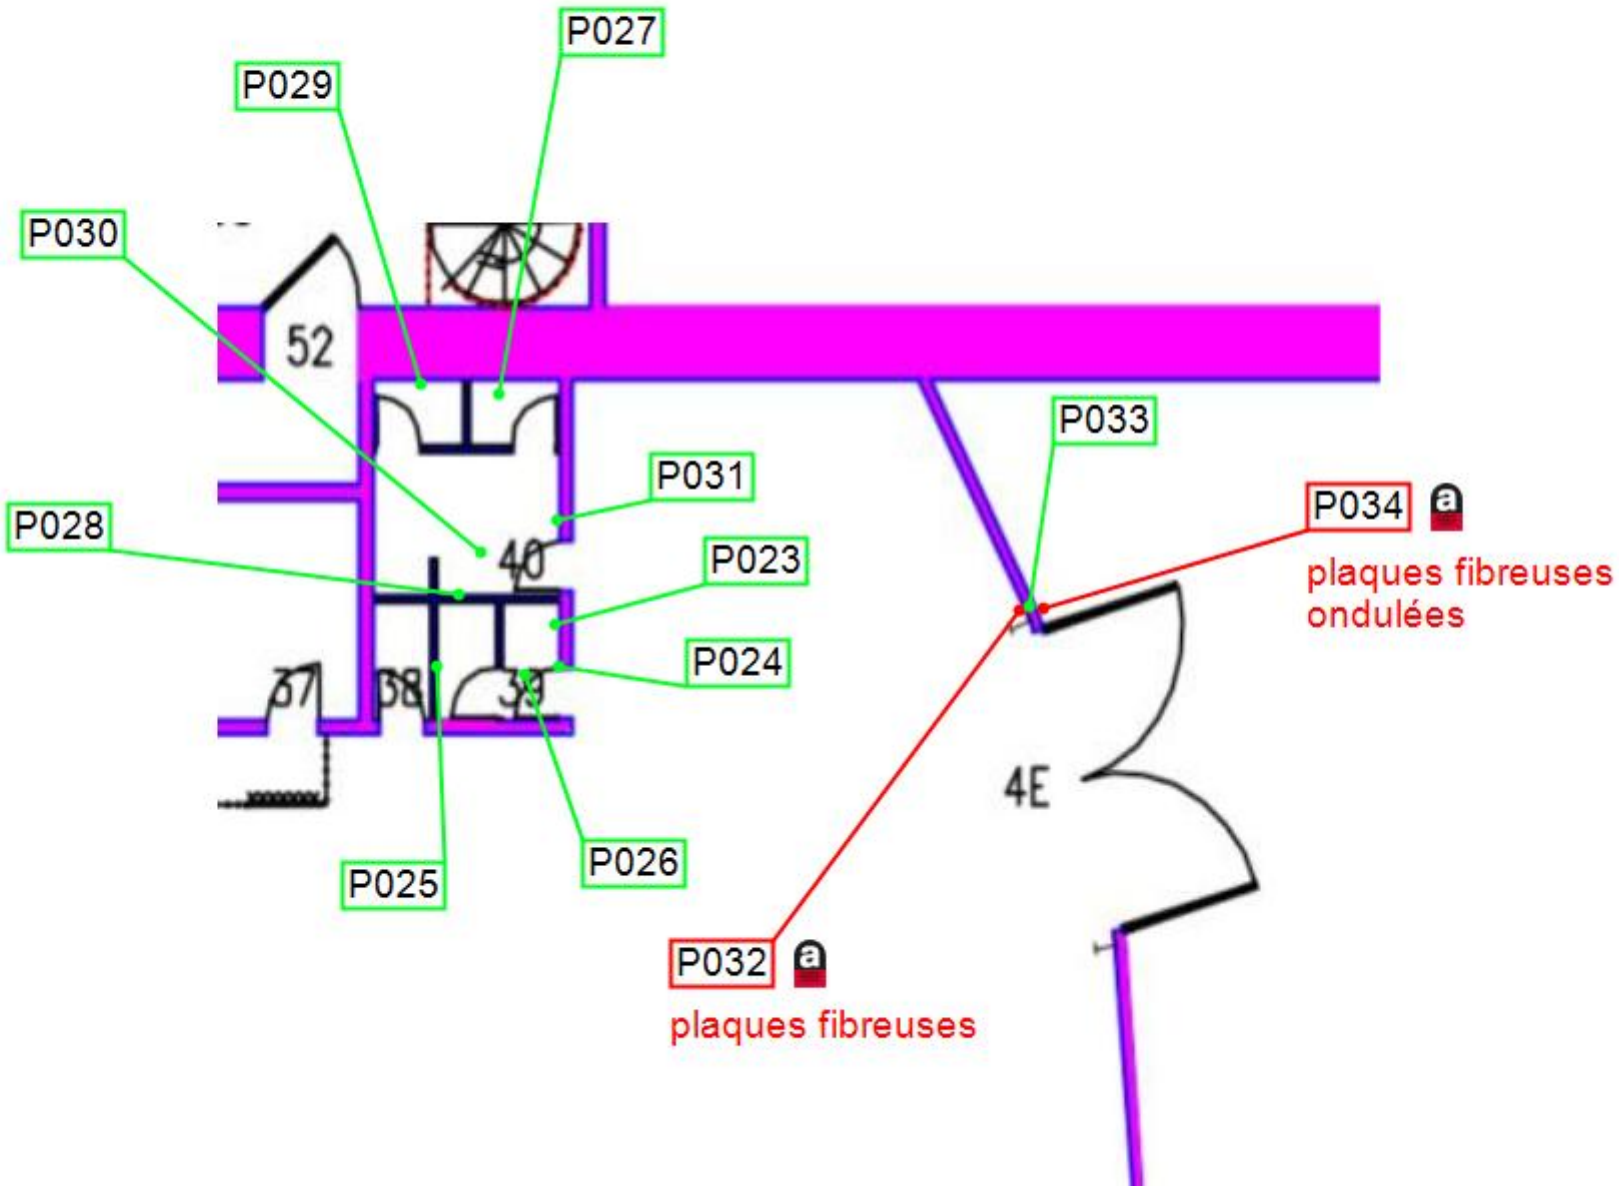 P027
P029
P030
52
P033
P031
P034 a
P028
40
P023
plaques fibreuses
ondulées
P024
37
38
39
4E
P026
P025
P032 a
plaques fibreuses